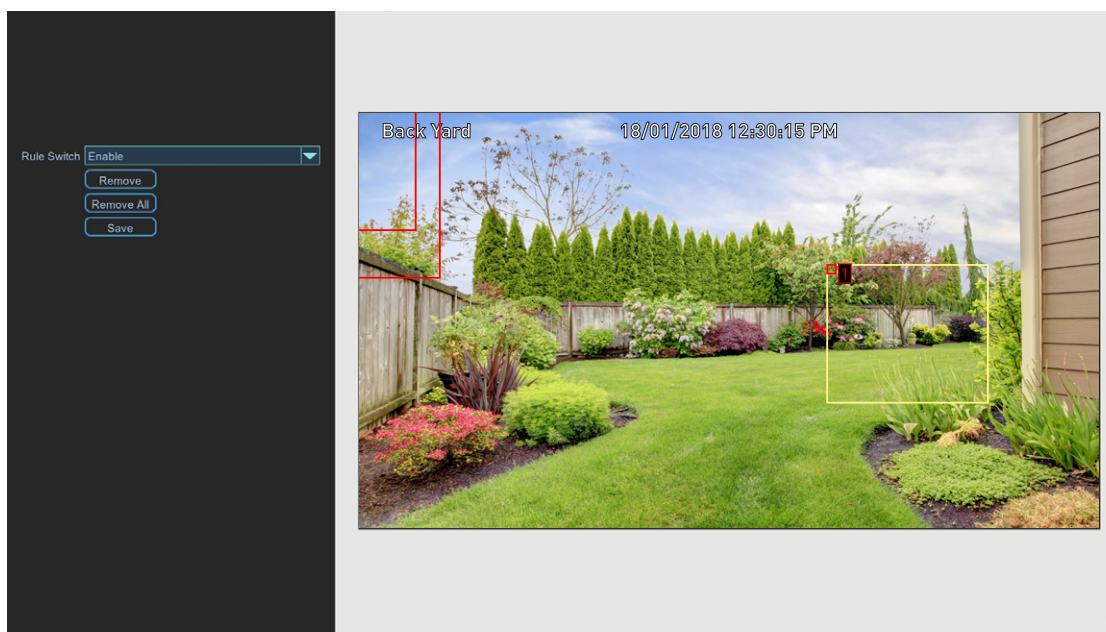 Back Yard 18/01/2018 12:30:15 PM
Rule Switch Enable
Remove
Remove All
Save
1